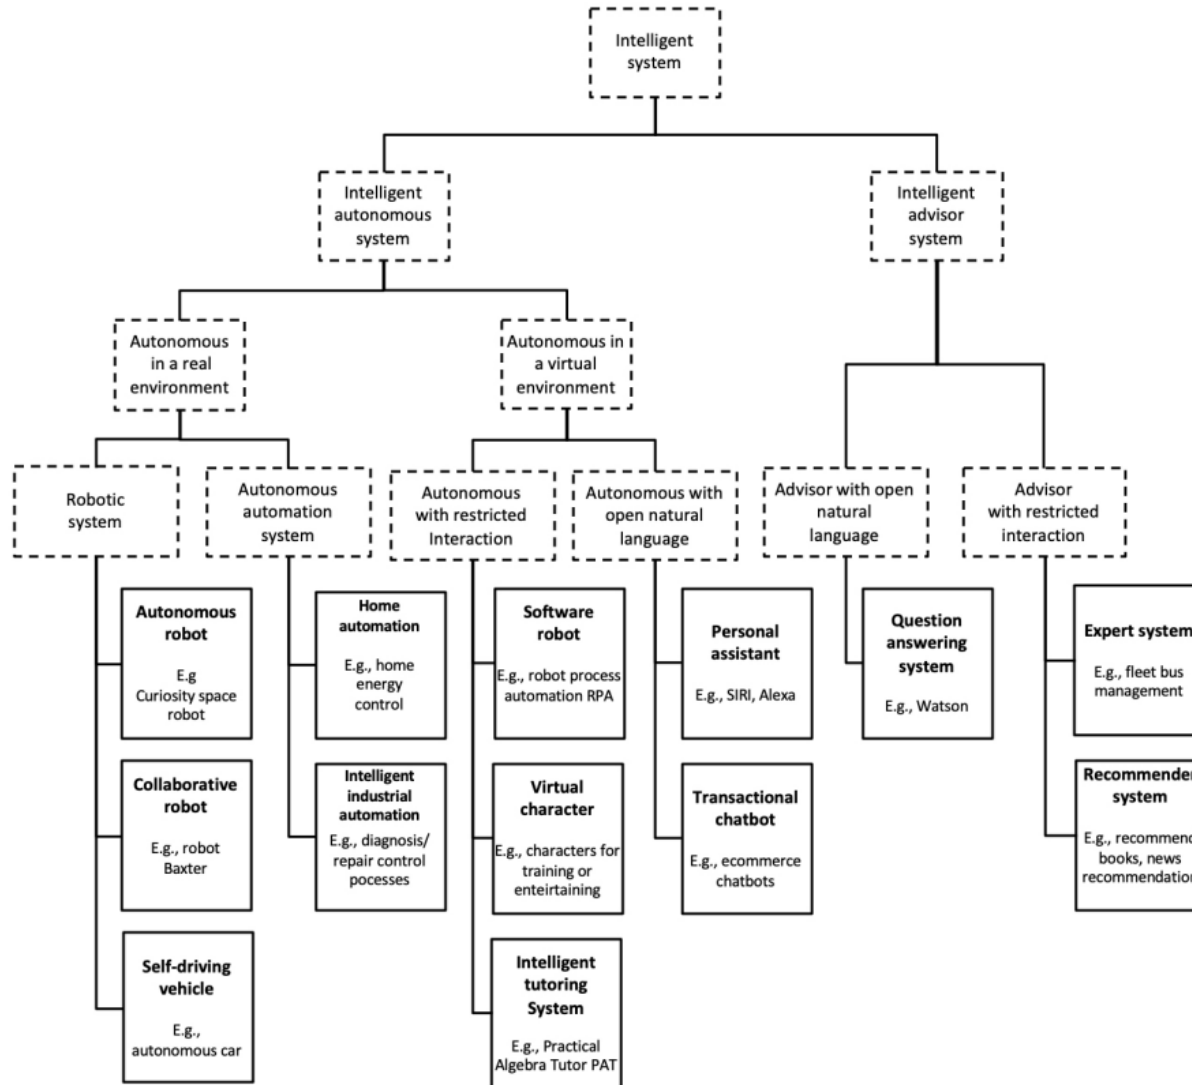 Intelligent
system
Intelligent
autonomous
system
Intelligent
advisor
system
Autonomous
in a real
environment
Autonomous in
a virtual
environment
Robotic
system
Autonomous
automation
system
Autonomous
with restricted
Interaction
Autonomous with
open natural
language
Advisor with open
natural
language
Advisor
with restricted
interaction
Autonomous
robot
E.g
Curiosity space
robot
Home
automation
E.g., home
energy
control
Software
robot
E.g., robot process
automation RPA
Personal
assistant
E.g., SIRI, Alexa
Question
answering
system
E.g., Watson
Expert system
E.g., fleet bus
management
Collaborative
robot
E.g., robot
Baxter
Intelligent
industrial
automation
E.g., diagnosis/
repair control
pocesses
Virtual
character
E.g., characters for
training or
enteirtaining
Transactional
chatbot
E.g., ecommerce
chatbots
Recommender
system
E.g., recommend
books, news
recommendation
Self-driving
vehicle
E.g.,
autonomous car
Intelligent
tutoring
System
E.g., Practical
Algebra Tutor PAT